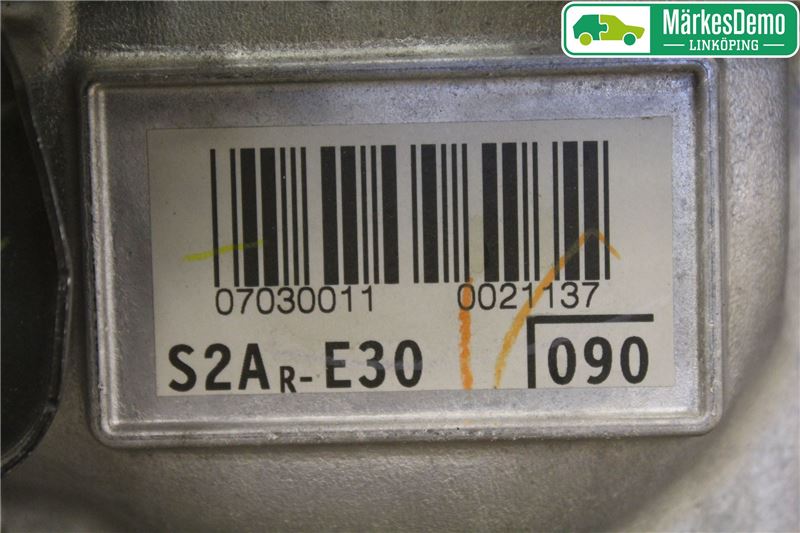 MärkesDemo
LINKÖPING
07030011 0021137
S2AR-E30 090